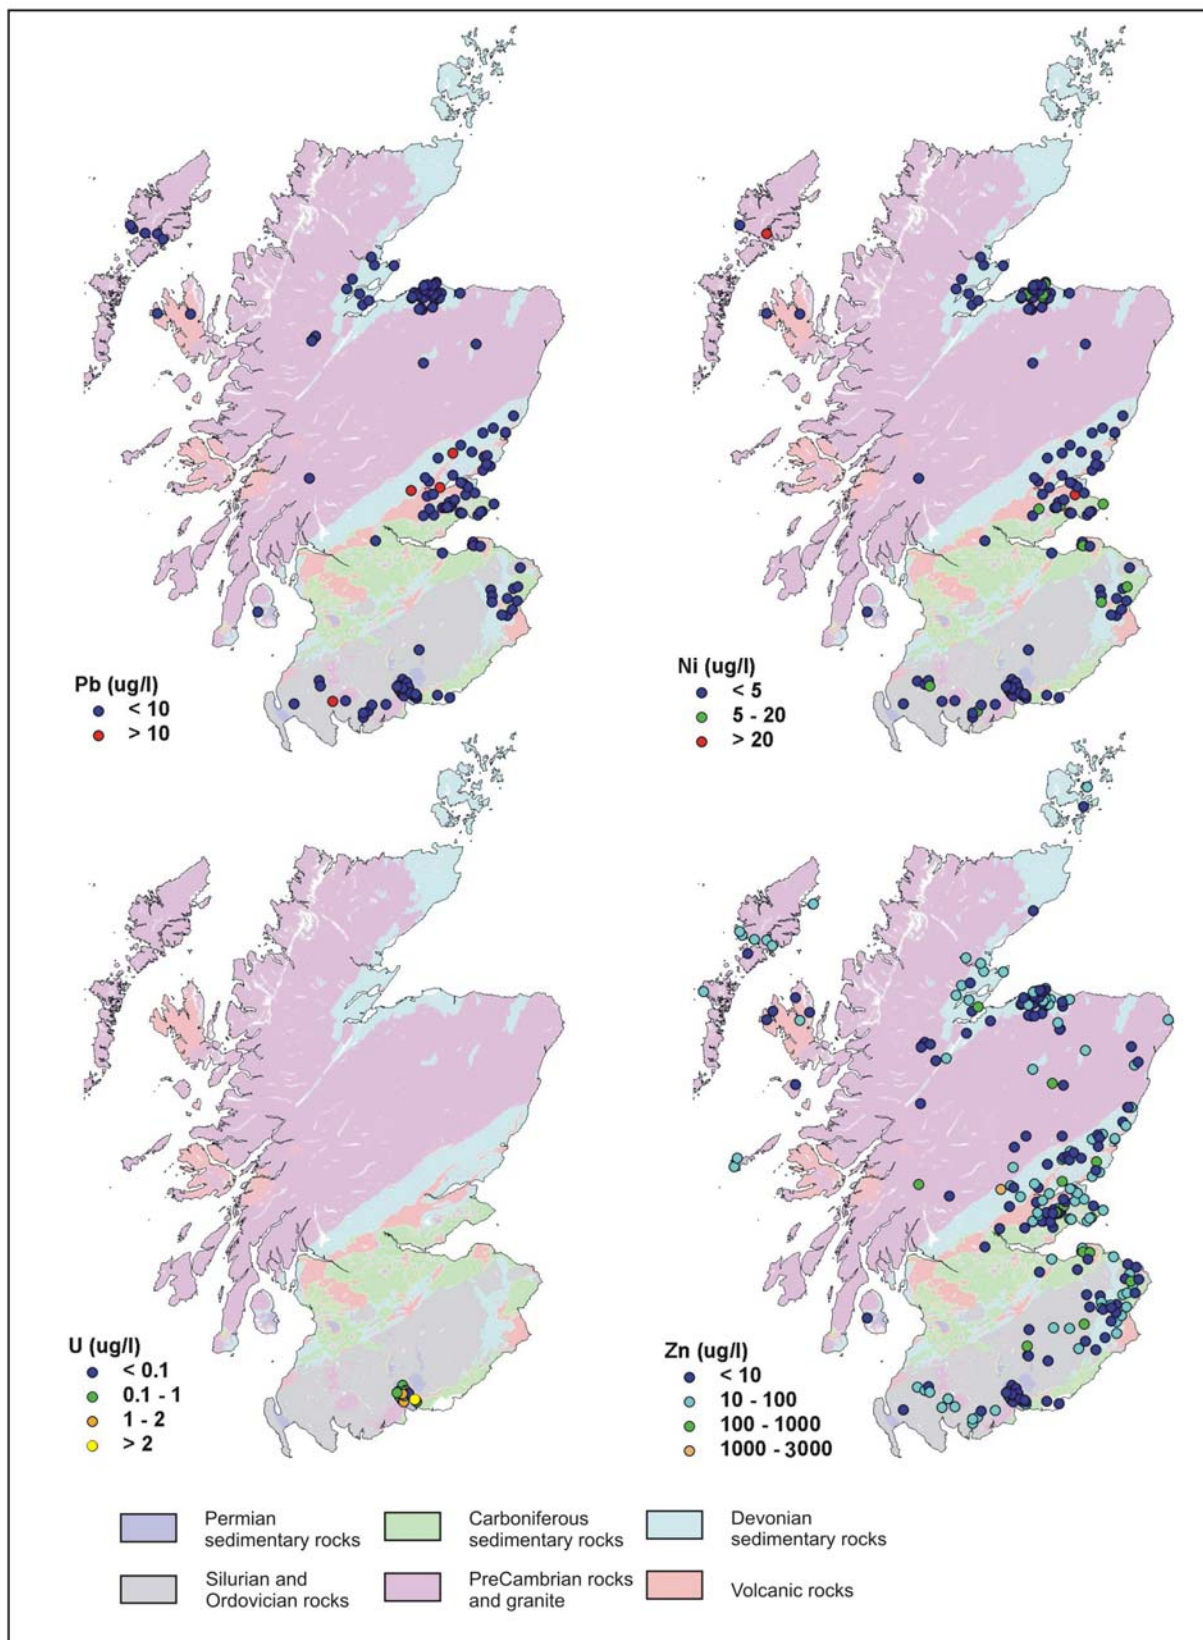 Pb (ug/l)
< 10
> 10
Ni (ug/l)
< 5
5 - 20
> 20
U (ug/l)
< 0.1
0.1 - 1
1 - 2
> 2
Zn (ug/l)
< 10
10 - 100
100 - 1000
1000 - 3000
Permian
sedimentary rocks
Carboniferous
sedimentary rocks
Devonian
sedimentary rocks
Silurian and
Ordovician rocks
PreCambrian rocks
and granite
Volcanic rocks